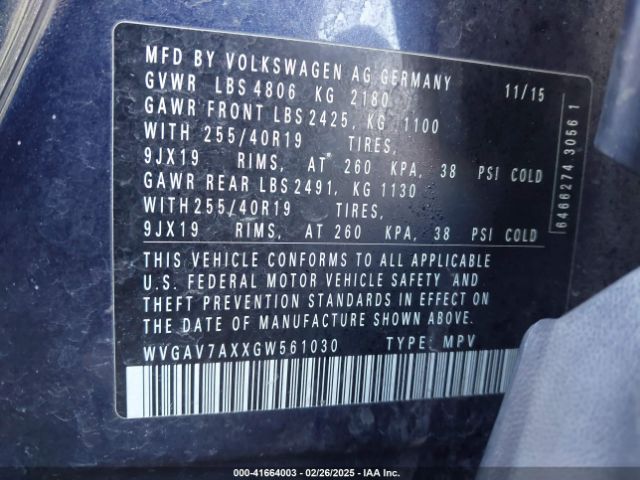 MFD BY VOLKSWAGEN AG GERMANY
GVWR LBS 4806 KG 2180 11/15
GAWR FRONT LBS 2425, KG 1100
WITH 255/40R19 TIRES,
9JX19 RIMS, AT 260 KPA, 38 PSI COLD
GAWR REAR LBS 2491, KG 1130
WITH 255/40R19 TIRES,
9JX19 RIMS, AT 260 KPA, 38 PSI COLD
THIS VEHICLE CONFORMS TO ALL APPLICABLE
U.S. FEDERAL MOTOR VEHICLE SAFETY AND
THEFT PREVENTION STANDARDS IN EFFECT ON
THE DATE OF MANUFACTURE SHOWN ABOVE.
WVGAV7AXXGW561030 TYPE: MPV
6466274 3056 1
000-41664003 — 02/26/2025 — IAA Inc.